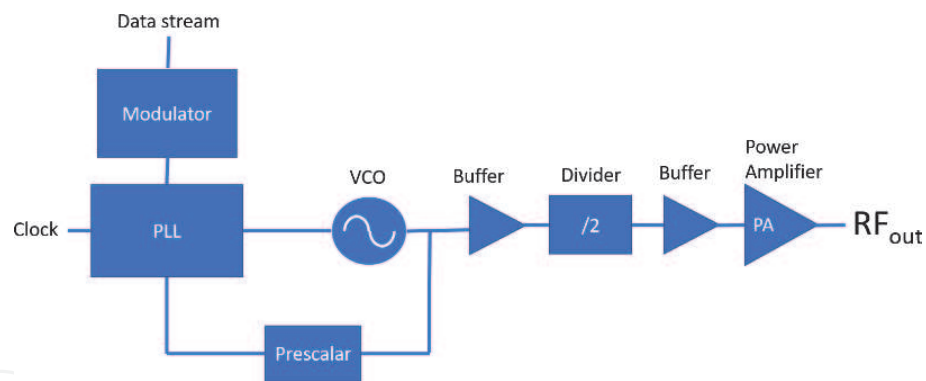 Data stream
Modulator
Clock
PLL
VCO
Buffer
Divider
/2
Buffer
Power
Amplifier
PA
RFout
Prescalar